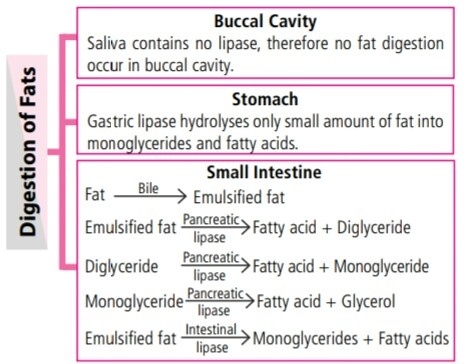 Digestion of Fats
Buccal Cavity
Saliva contains no lipase, therefore no fat digestion
occur in buccal cavity.
Stomach
Gastric lipase hydrolyses only small amount of fat into
monoglycerides and fatty acids.
Small Intestine
Fat Bile → Emulsified fat
Emulsified fat Pancreatic lipase → Fatty acid + Diglyceride
Diglyceride Pancreatic lipase → Fatty acid + Monoglyceride
Monoglyceride Pancreatic lipase → Fatty acid + Glycerol
Emulsified fat Intestinal lipase → Monoglycerides + Fatty acids